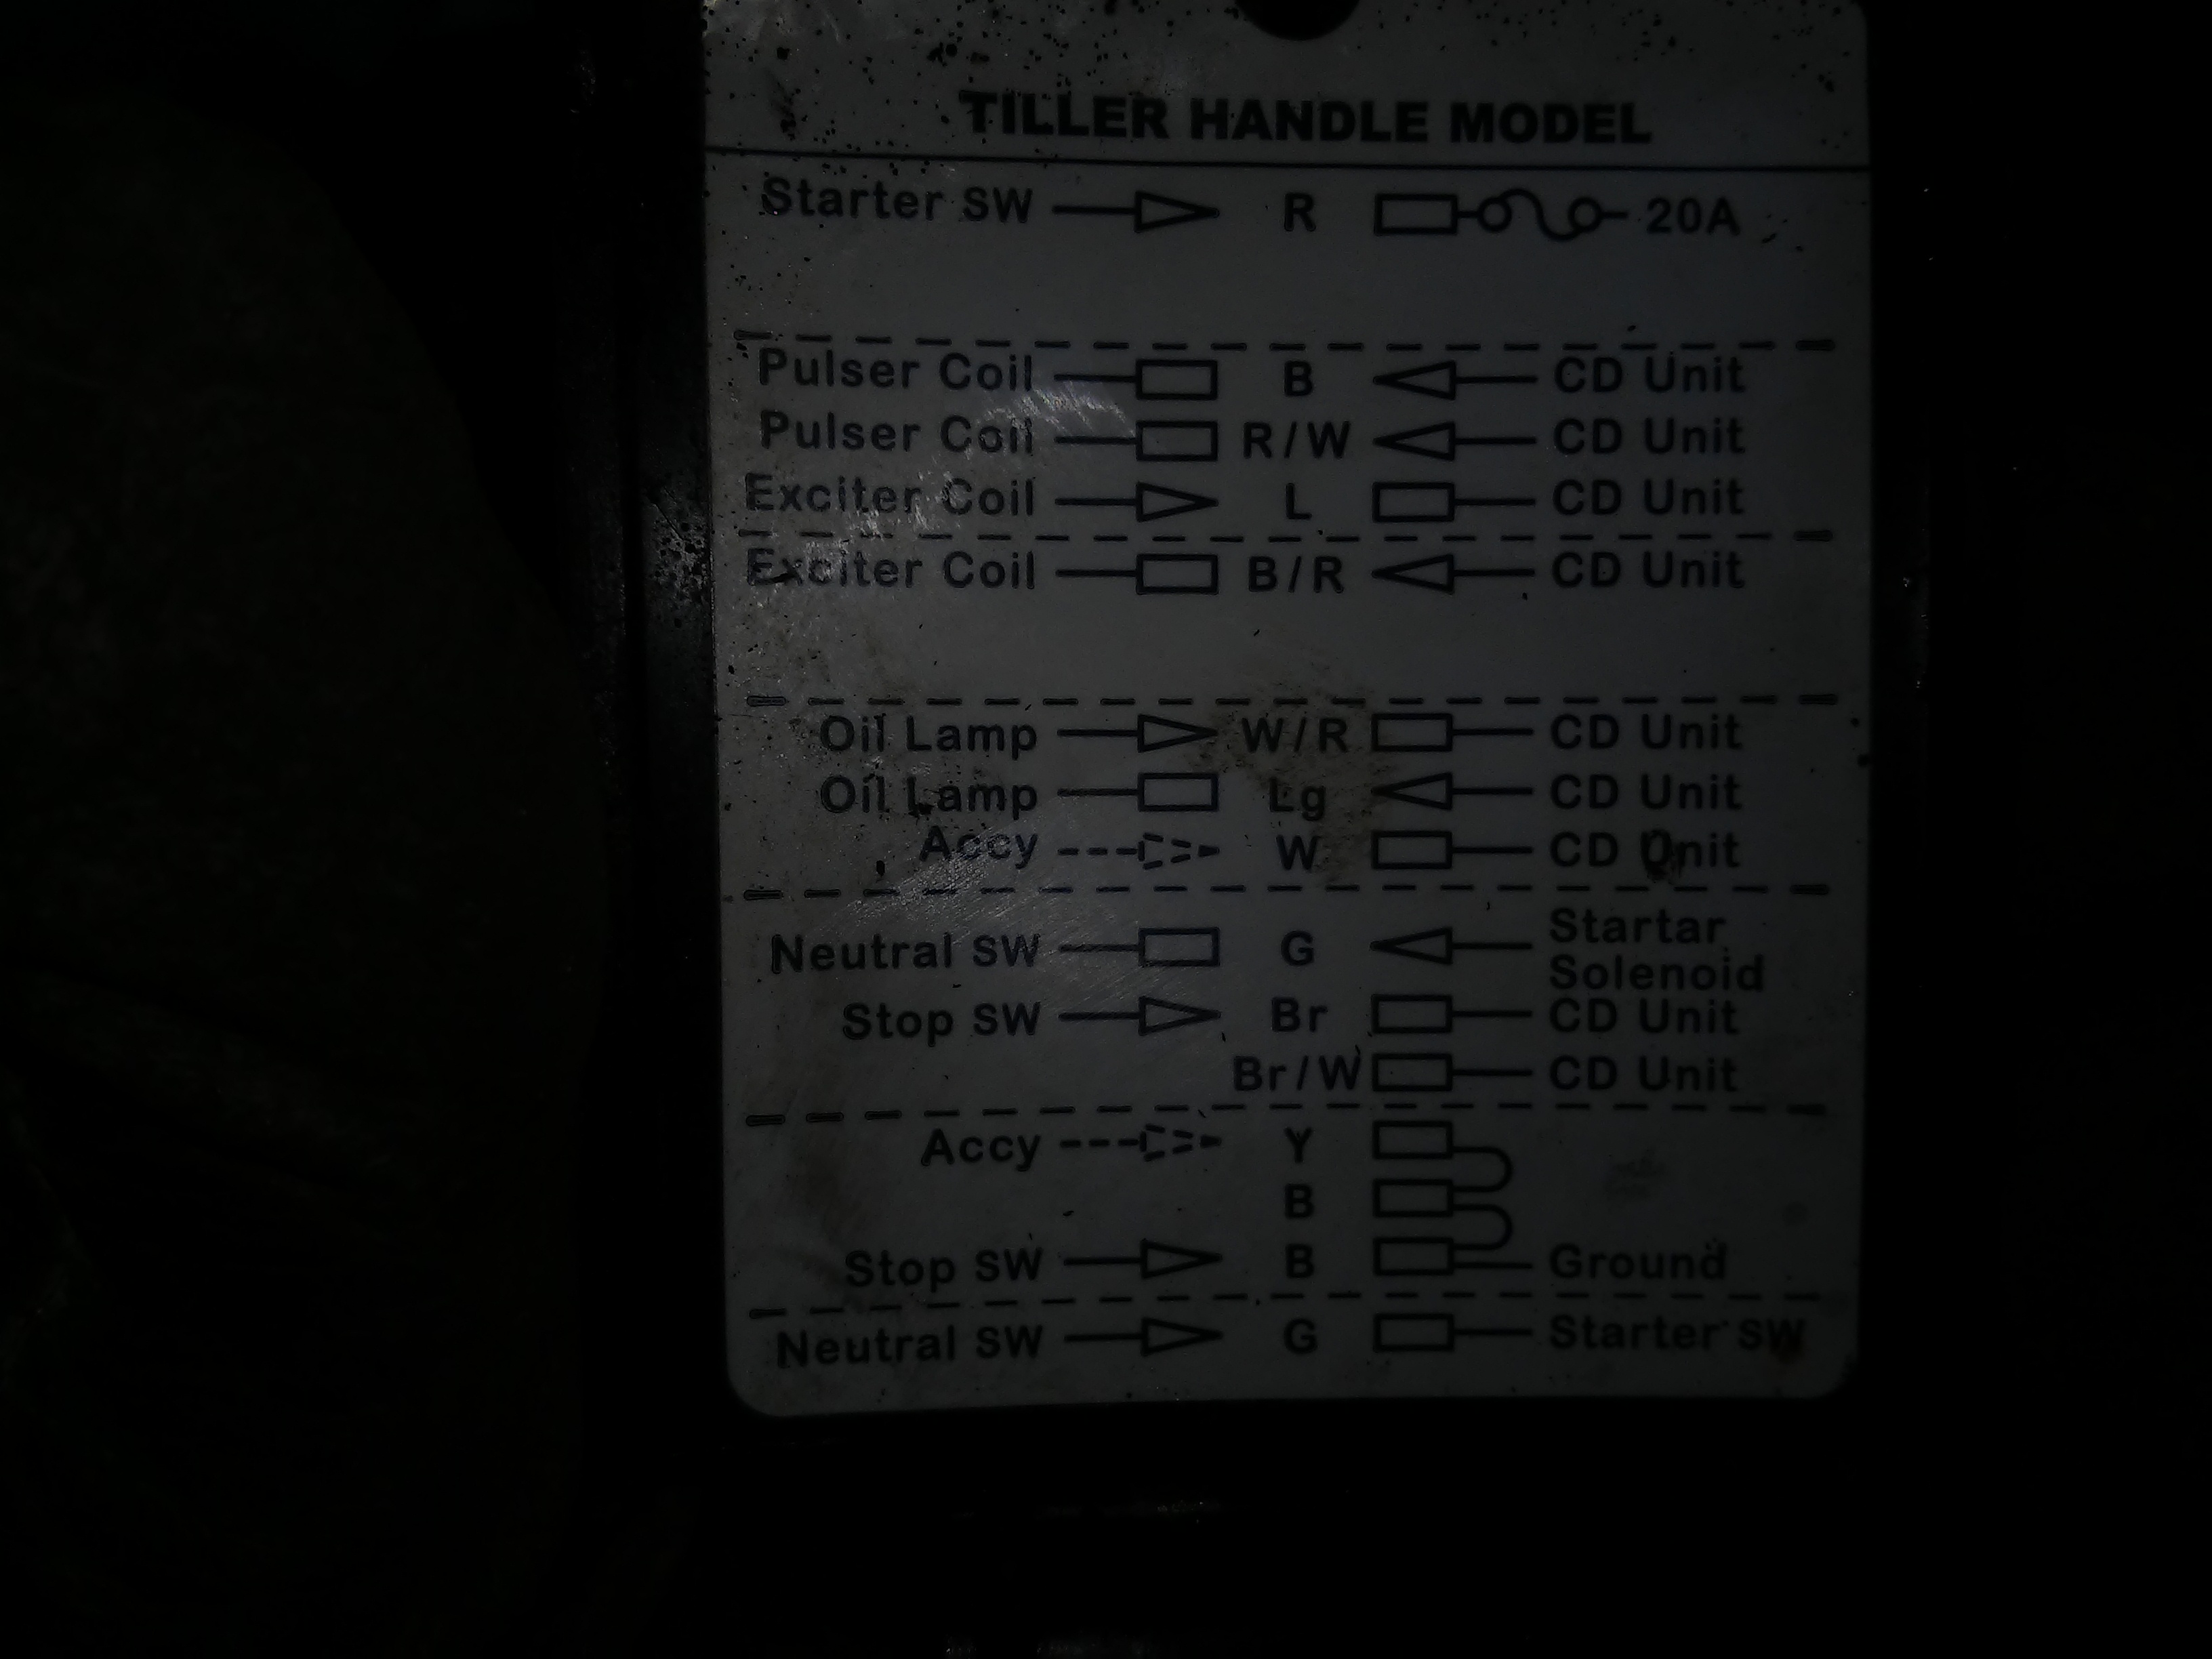 TILLER HANDLE MODEL
Starter SW R 20A
Pulser Coil B CD Unit
Pulser Coil R/W CD Unit
Exciter Coil L CD Unit
Exciter Coil B/R CD Unit
Oil Lamp W/R CD Unit
Oil Lamp Lg CD Unit
Accy W CD Unit
Neutral SW G Startar Solenoid
Stop SW Br CD Unit
Br/W CD Unit
Accy Y
B
Stop SW B Ground
Neutral SW G Starter SW